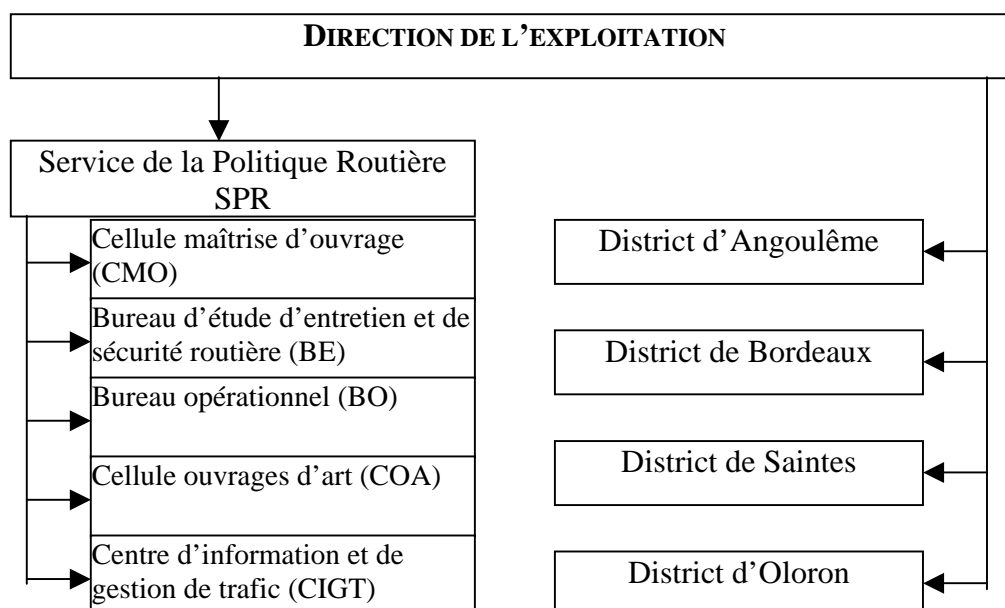 DIRECTION DE L’EXPLOITATION
Service de la Politique Routière
SPR
Cellule maîtrise d’ouvrage
(CMO)
Bureau d’étude d’entretien et de
sécurité routière (BE)
Bureau opérationnel (BO)
Cellule ouvrages d’art (COA)
Centre d’information et de
gestion de trafic (CIGT)
District d’Angoulême
District de Bordeaux
District de Saintes
District d’Oloron